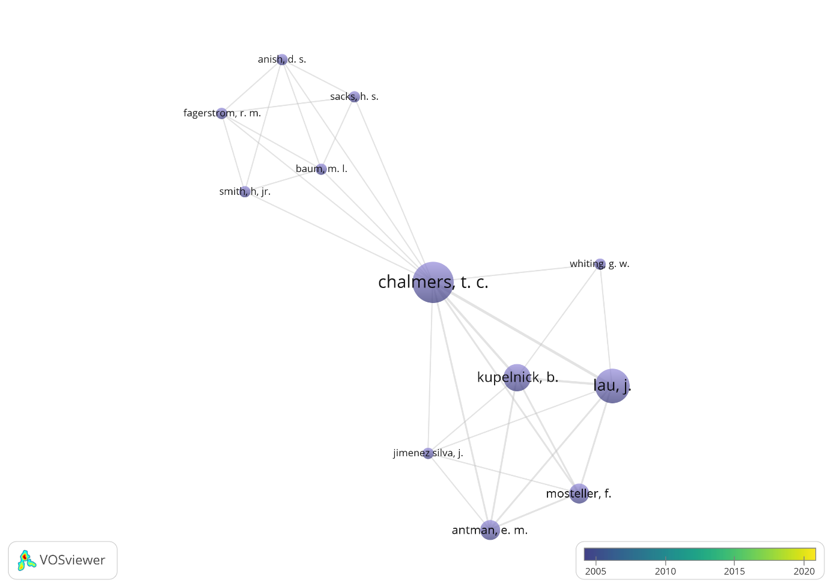 anish, d. s.
sacks, h. s.
fagerstrom, r. m.
baum, m. l.
smith, h, jr.
whiting, g. w.
chalmers, t. c.
kupelnick, b.
lau, j.
jimenez silva, j.
mosteller, f.
antman, e. m.
VOSviewer
2005 2010 2015 2020